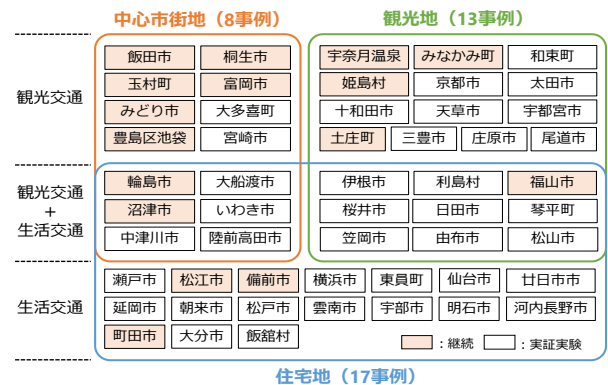 中心市街地（8事例）
観光地（13事例）
観光交通
飯田市 桐生市
玉村町 富岡市
みどり市 大多喜町
豊島区池袋 宮崎市
宇奈月温泉 みなかみ町 和束町
姫島村 京都市 太田市
十和田市 天草市 宇都宮市
土庄町 三豊市 庄原市 尾道市
観光交通
+
生活交通
輪島市 大船渡市
沼津市 いわき市
中津川市 陸前高田市
伊根市 利島村 福山市
桜井市 日田市 琴平町
笠岡市 由布市 松山市
生活交通
瀬戸市 松江市 備前市 横浜市 東員町 仙台市 廿日市市
延岡市 朝来市 松戸市 雲南市 宇部市 明石市 河内長野市
町田市 大分市 飯舘村
：継続 ：実証実験
住宅地（17事例）